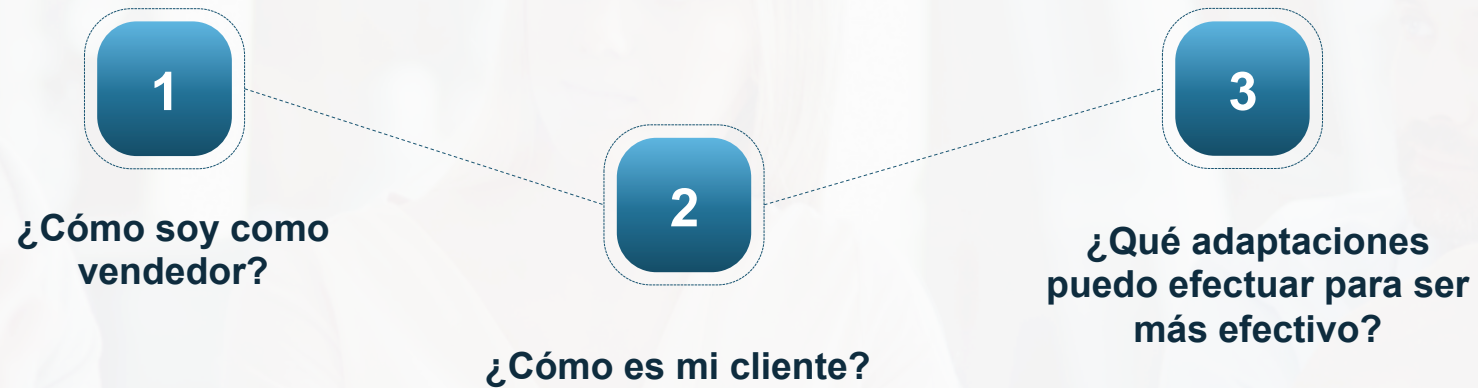 1
¿Cómo soy como
vendedor?
2
¿Cómo es mi cliente?
3
¿Qué adaptaciones
puedo efectuar para ser
más efectivo?